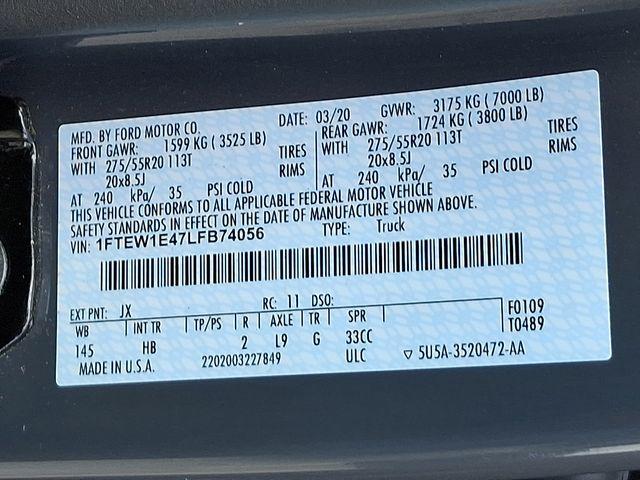 MFD. BY FORD MOTOR CO. DATE: 03/20 GVWR: 3175 KG ( 7000 LB)
FRONT GAWR: 1599 KG ( 3525 LB) REAR GAWR: 1724 KG ( 3800 LB)
WITH 275/55R20 113T TIRES WITH 275/55R20 113T TIRES
20x8.5J RIMS 20x8.5J RIMS
AT 240 kPa/ 35 PSI COLD AT 240 kPa/ 35 PSI COLD
THIS VEHICLE CONFORMS TO ALL APPLICABLE FEDERAL MOTOR VEHICLE
SAFETY STANDARDS IN EFFECT ON THE DATE OF MANUFACTURE SHOWN ABOVE.
VIN: 1FTEW1E47LFB74056 TYPE: Truck
EXT PNT: JX RC: 11 DSO:
WB INT TR TP/PS R AXLE TR SPR F0109
145 HB 2 L9 G 33CC T0489
MADE IN U.S.A. 2202003227849 ULC ▽ 5U5A-3520472-AA